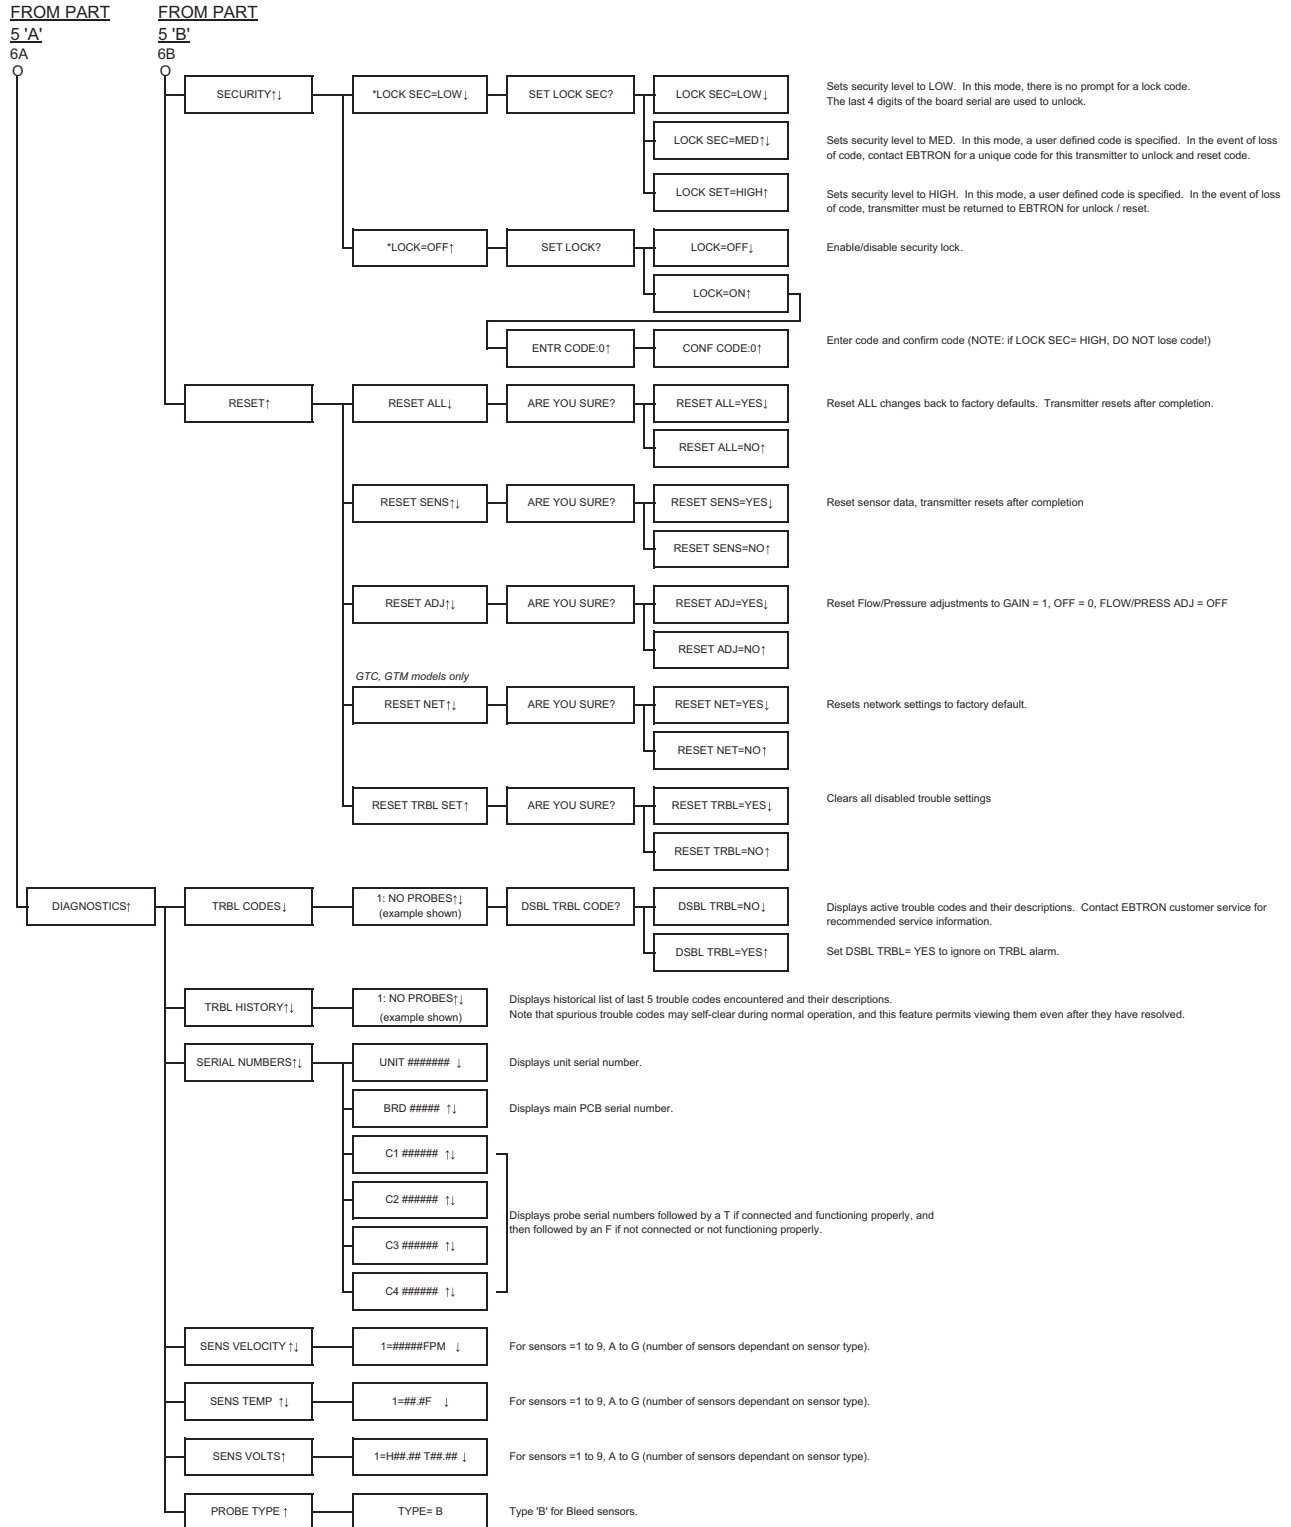 FROM PART
5 'A'
6A
O
FROM PART
5 'B'
6B
O
SECURITY↑↓
*LOCK SEC=LOW↓
SET LOCK SEC?
LOCK SEC=LOW↓
Sets security level to LOW. In this mode, there is no prompt for a lock code.
The last 4 digits of the board serial are used to unlock.
LOCK SEC=MED↑↓
Sets security level to MED. In this mode, a user defined code is specified. In the event of loss
of code, contact EBTRON for a unique code for this transmitter to unlock and reset code.
LOCK SET=HIGH↑
Sets security level to HIGH. In this mode, a user defined code is specified. In the event of loss
of code, transmitter must be returned to EBTRON for unlock / reset.
*LOCK=OFF↑
SET LOCK?
LOCK=OFF↓
Enable/disable security lock.
LOCK=ON↑
ENTR CODE:0↑
CONF CODE:0↑
Enter code and confirm code (NOTE: if LOCK SEC= HIGH, DO NOT lose code!)
RESET↑
RESET ALL↓
ARE YOU SURE?
RESET ALL=YES↓
Reset ALL changes back to factory defaults. Transmitter resets after completion.
RESET ALL=NO↑
RESET SENS↑↓
ARE YOU SURE?
RESET SENS=YES↓
Reset sensor data, transmitter resets after completion
RESET SENS=NO↑
RESET ADJ↑↓
ARE YOU SURE?
RESET ADJ=YES↓
Reset Flow/Pressure adjustments to GAIN = 1, OFF = 0, FLOW/PRESS ADJ = OFF
RESET ADJ=NO↑
GTC, GTM models only
RESET NET↑↓
ARE YOU SURE?
RESET NET=YES↓
Resets network settings to factory default.
RESET NET=NO↑
RESET TRBL SET↑
ARE YOU SURE?
RESET TRBL=YES↓
Clears all disabled trouble settings
RESET TRBL=NO↑
DIAGNOSTICS↑
TRBL CODES↓
1: NO PROBES↑↓
(example shown)
DSBL TRBL CODE?
DSBL TRBL=NO↓
Displays active trouble codes and their descriptions. Contact EBTRON customer service for
recommended service information.
DSBL TRBL=YES↑
Set DSBL TRBL= YES to ignore on TRBL alarm.
TRBL HISTORY↑↓
1: NO PROBES↑↓
(example shown)
Displays historical list of last 5 trouble codes encountered and their descriptions.
Note that spurious trouble codes may self-clear during normal operation, and this feature permits viewing them even after they have resolved.
SERIAL NUMBERS↑↓
UNIT ####### ↓
Displays unit serial number.
BRD ##### ↑↓
Displays main PCB serial number.
C1 ###### ↑↓
C2 ###### ↑↓
C3 ###### ↑↓
C4 ###### ↑↓
Displays probe serial numbers followed by a T if connected and functioning properly, and
then followed by an F if not connected or not functioning properly.
SENS VELOCITY ↑↓
1=#####FPM ↓
For sensors =1 to 9, A to G (number of sensors dependant on sensor type).
SENS TEMP ↑↓
1=##.#F ↓
For sensors =1 to 9, A to G (number of sensors dependant on sensor type).
SENS VOLTS↑
1=H##.## T##.## ↓
For sensors =1 to 9, A to G (number of sensors dependant on sensor type).
PROBE TYPE ↑
TYPE= B
Type 'B' for Bleed sensors.